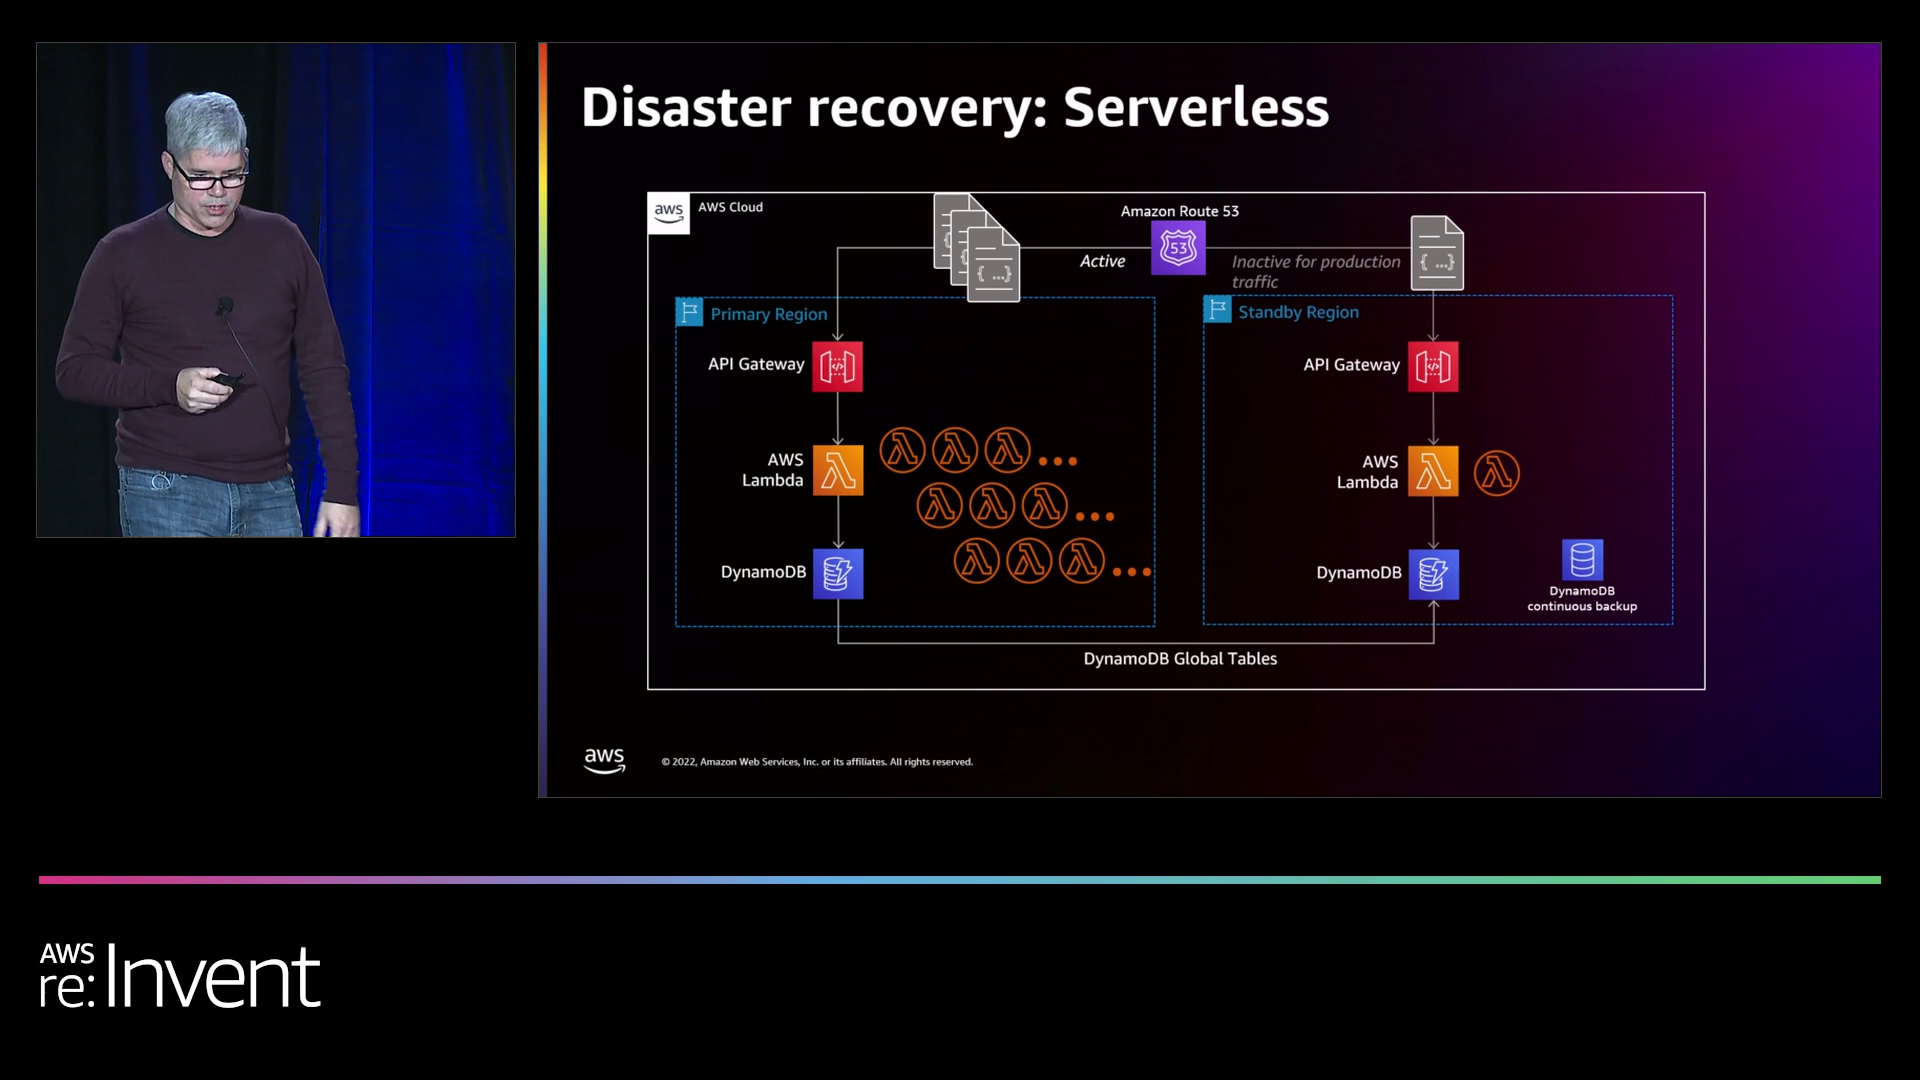 Disaster recovery: Serverless
aws
AWS Cloud
Amazon Route 53
53
Active
Inactive for production
traffic
{ }
{...}
{ ...}
Primary Region
Standby Region
API Gateway
</>
API Gateway
</>
AWS
Lambda
AWS
Lambda
DynamoDB
DynamoDB
DynamoDB
continuous backup
DynamoDB Global Tables
aws
© 2022, Amazon Web Services, Inc. or its affiliates. All rights reserved.
AWS
re:Invent